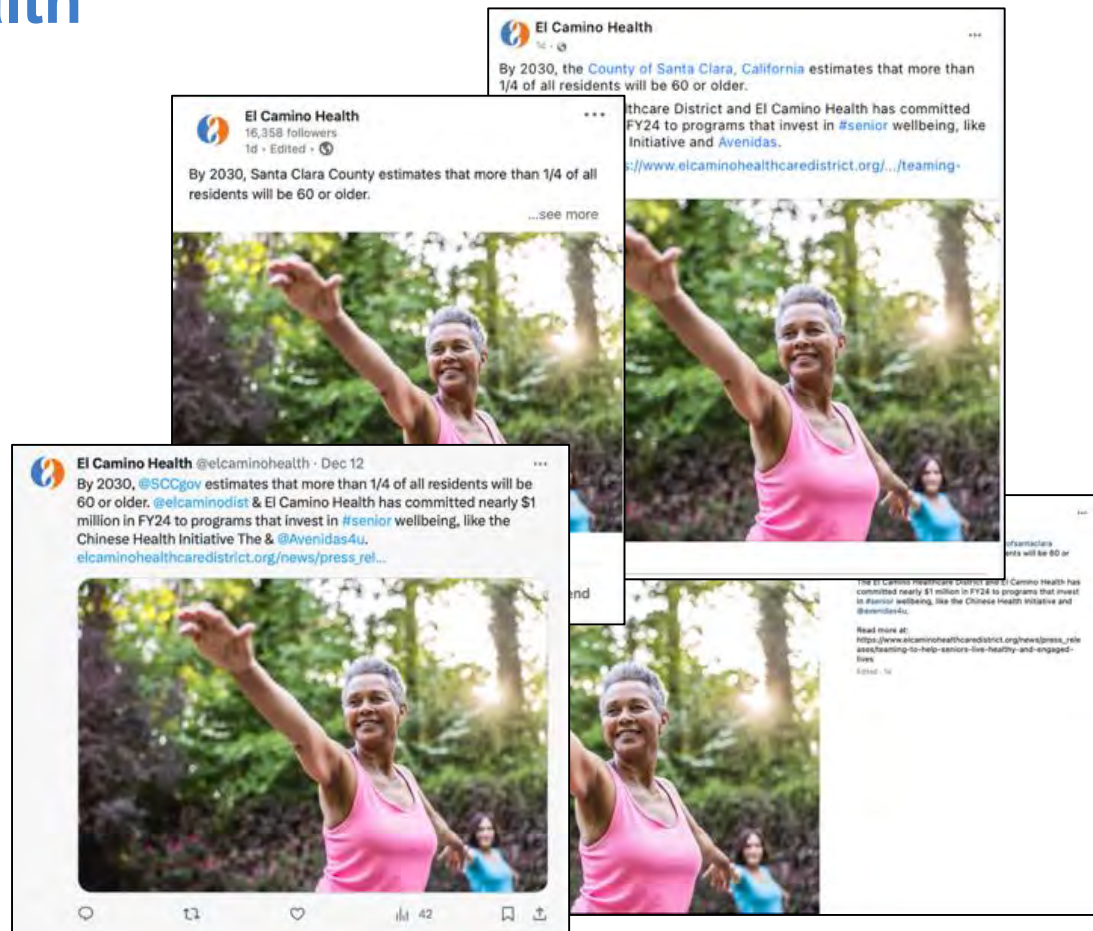 El Camino Health
1d
By 2030, the County of Santa Clara, California estimates that more than
1/4 of all residents will be 60 or older.
thcare District and El Camino Health has committed
FY24 to programs that invest in #senior wellbeing, like
Initiative and Avenidas.
s://www.elcaminohealthcaredistrict.org/.../teaming-
El Camino Health
16,358 followers
1d • Edited •
By 2030, Santa Clara County estimates that more than 1/4 of all
residents will be 60 or older.
...see more
end
El Camino Health @elcaminohealth · Dec 12
By 2030, @SCCgov estimates that more than 1/4 of all residents will be
60 or older. @elcaminodist & El Camino Health has committed nearly $1
million in FY24 to programs that invest in #senior wellbeing, like the
Chinese Health Initiative The & @Avenidas4u.
elcaminohealthcaredistrict.org/news/press_rel...
42
ofsantaclara
ents will be 60 or
The El Camino Healthcare District and El Camino Health has
committed nearly $1 million in FY24 to programs that invest
in #senior wellbeing, like the Chinese Health Initiative and
@avenidas4u.
Read more at:
https://www.elcaminohealthcaredistrict.org/news/press_rele
ases/teaming-to-help-seniors-live-healthy-and-engaged-
lives
Edited · 1d